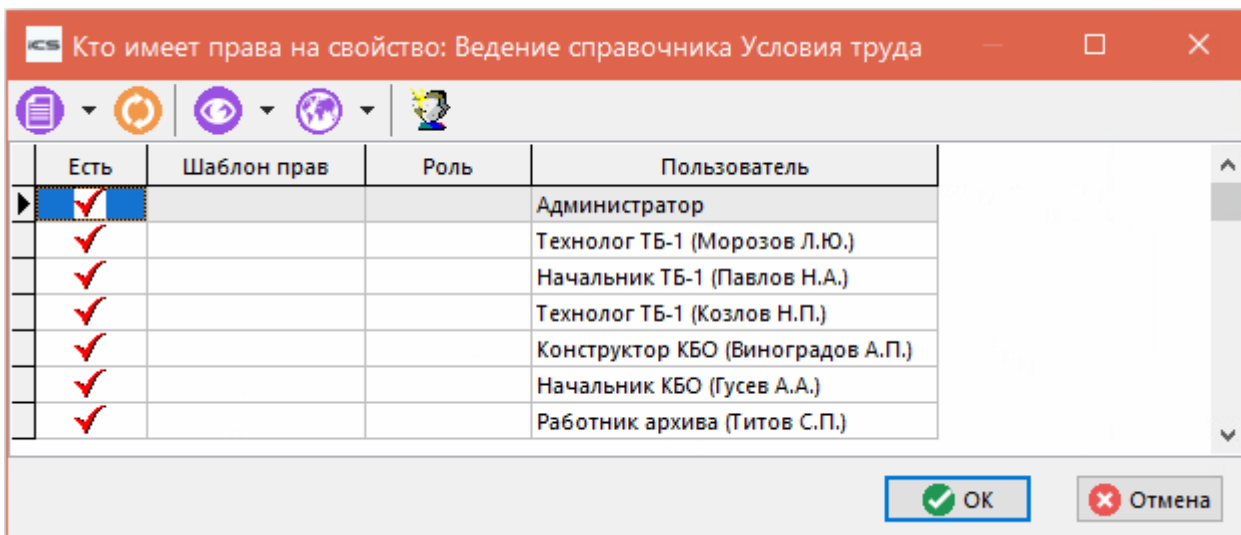 iCS Кто имеет права на свойство: Ведение справочника Условия труда
Есть Шаблон прав Роль Пользователь
Администратор
Технолог ТБ-1 (Морозов Л.Ю.)
Начальник ТБ-1 (Павлов Н.А.)
Технолог ТБ-1 (Козлов Н.П.)
Конструктор КБО (Виноградов А.П.)
Начальник КБО (Гусев А.А.)
Работник архива (Титов С.П.)
OK Отмена